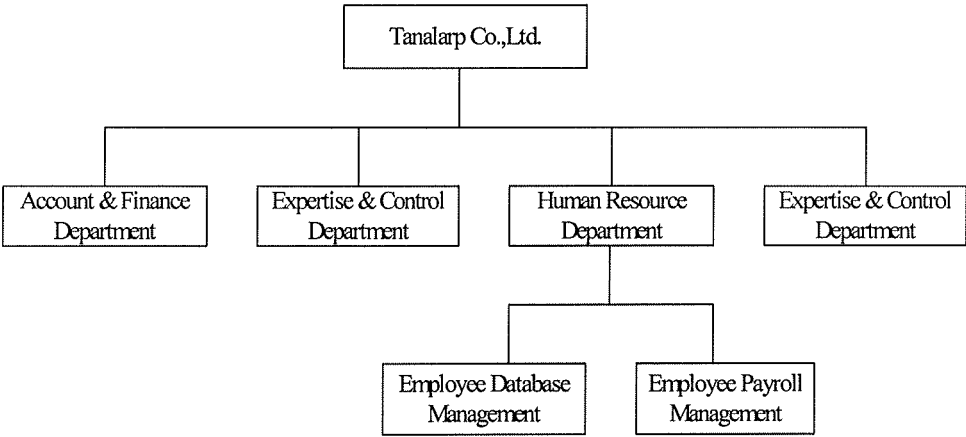 Tanalarp Co.,Ltd.
Account & Finance
Department
Expertise & Control
Department
Human Resource
Department
Expertise & Control
Department
Employee Database
Management
Employee Payroll
Management